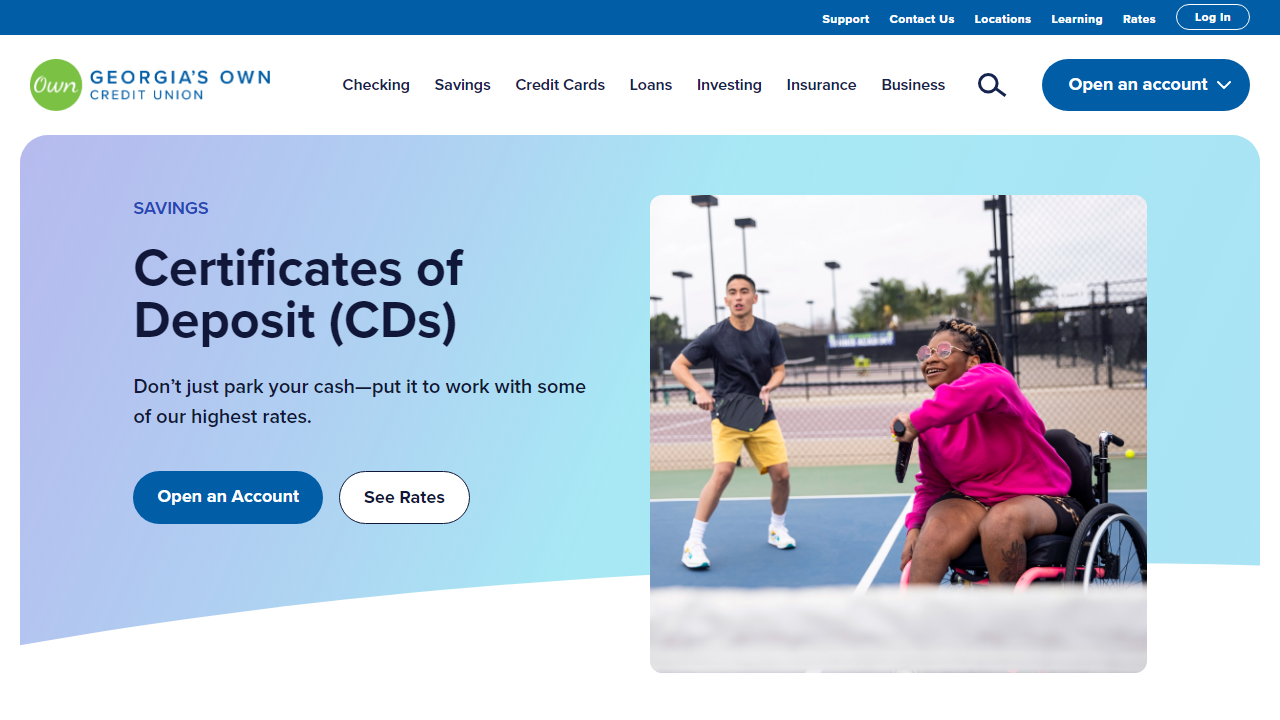 Support Contact Us Locations Learning Rates Log In
Own GEORGIA'S OWN
CREDIT UNION
Checking Savings Credit Cards Loans Investing Insurance Business Open an account
SAVINGS
Certificates of
Deposit (CDs)
Don’t just park your cash—put it to work with some
of our highest rates.
Open an Account See Rates